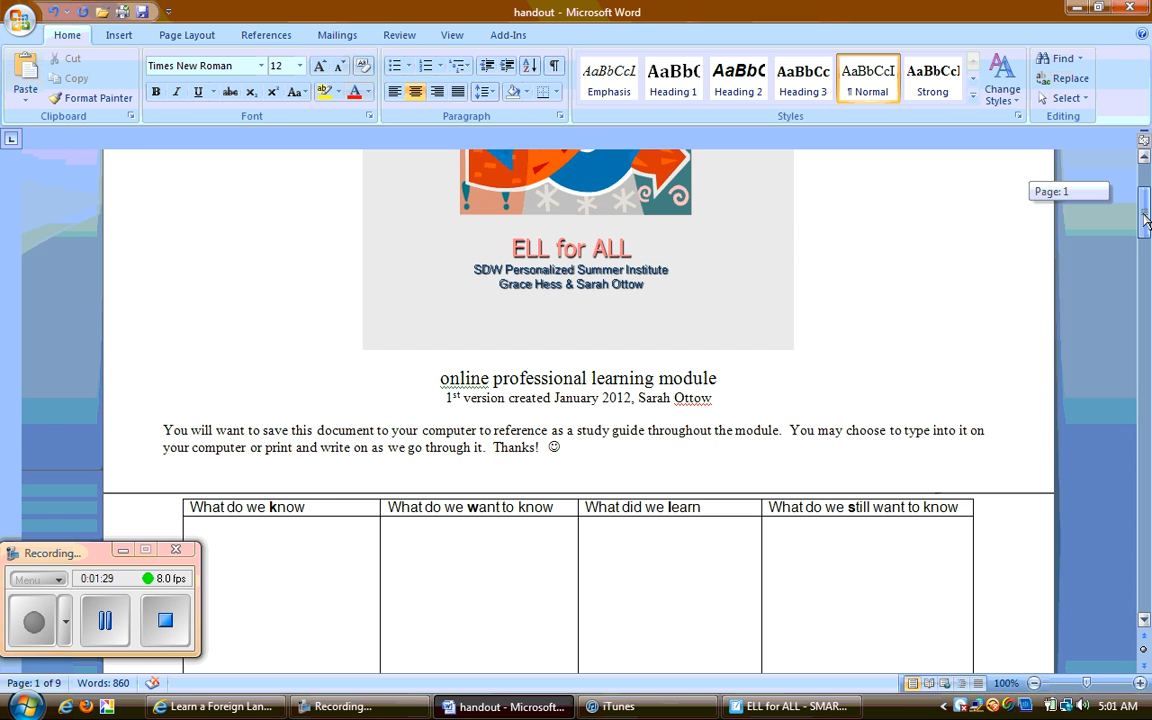 handout - Microsoft Word
Home Insert Page Layout References Mailings Review View Add-Ins
Cut
Copy
Format Painter
Paste
Clipboard
Times New Roman 12
B I U abc X₂ X² Aa
Font
Paragraph
AaBbCcI AaBbC AaBbC AaBbCc AaBbCcI AaBbCc
Emphasis Heading 1 Heading 2 Heading 3 ¶ Normal Strong
Change Styles
Styles
Find
Replace
Select
Editing
Page: 1
ELL for ALL
SDW Personalized Summer Institute
Grace Hess & Sarah Ottow
online professional learning module
1st version created January 2012, Sarah Ottow
You will want to save this document to your computer to reference as a study guide throughout the module. You may choose to type into it on
your computer or print and write on as we go through it. Thanks! ☺
What do we know What do we want to know What did we learn What do we still want to know
Recording...
Menu 0:01:29 8.0 fps
Page: 1 of 9 Words: 860 100%
Learn a Foreign Lan... Recording... handout - Microsoft... iTunes ELL for ALL - SMAR... 5:01 AM